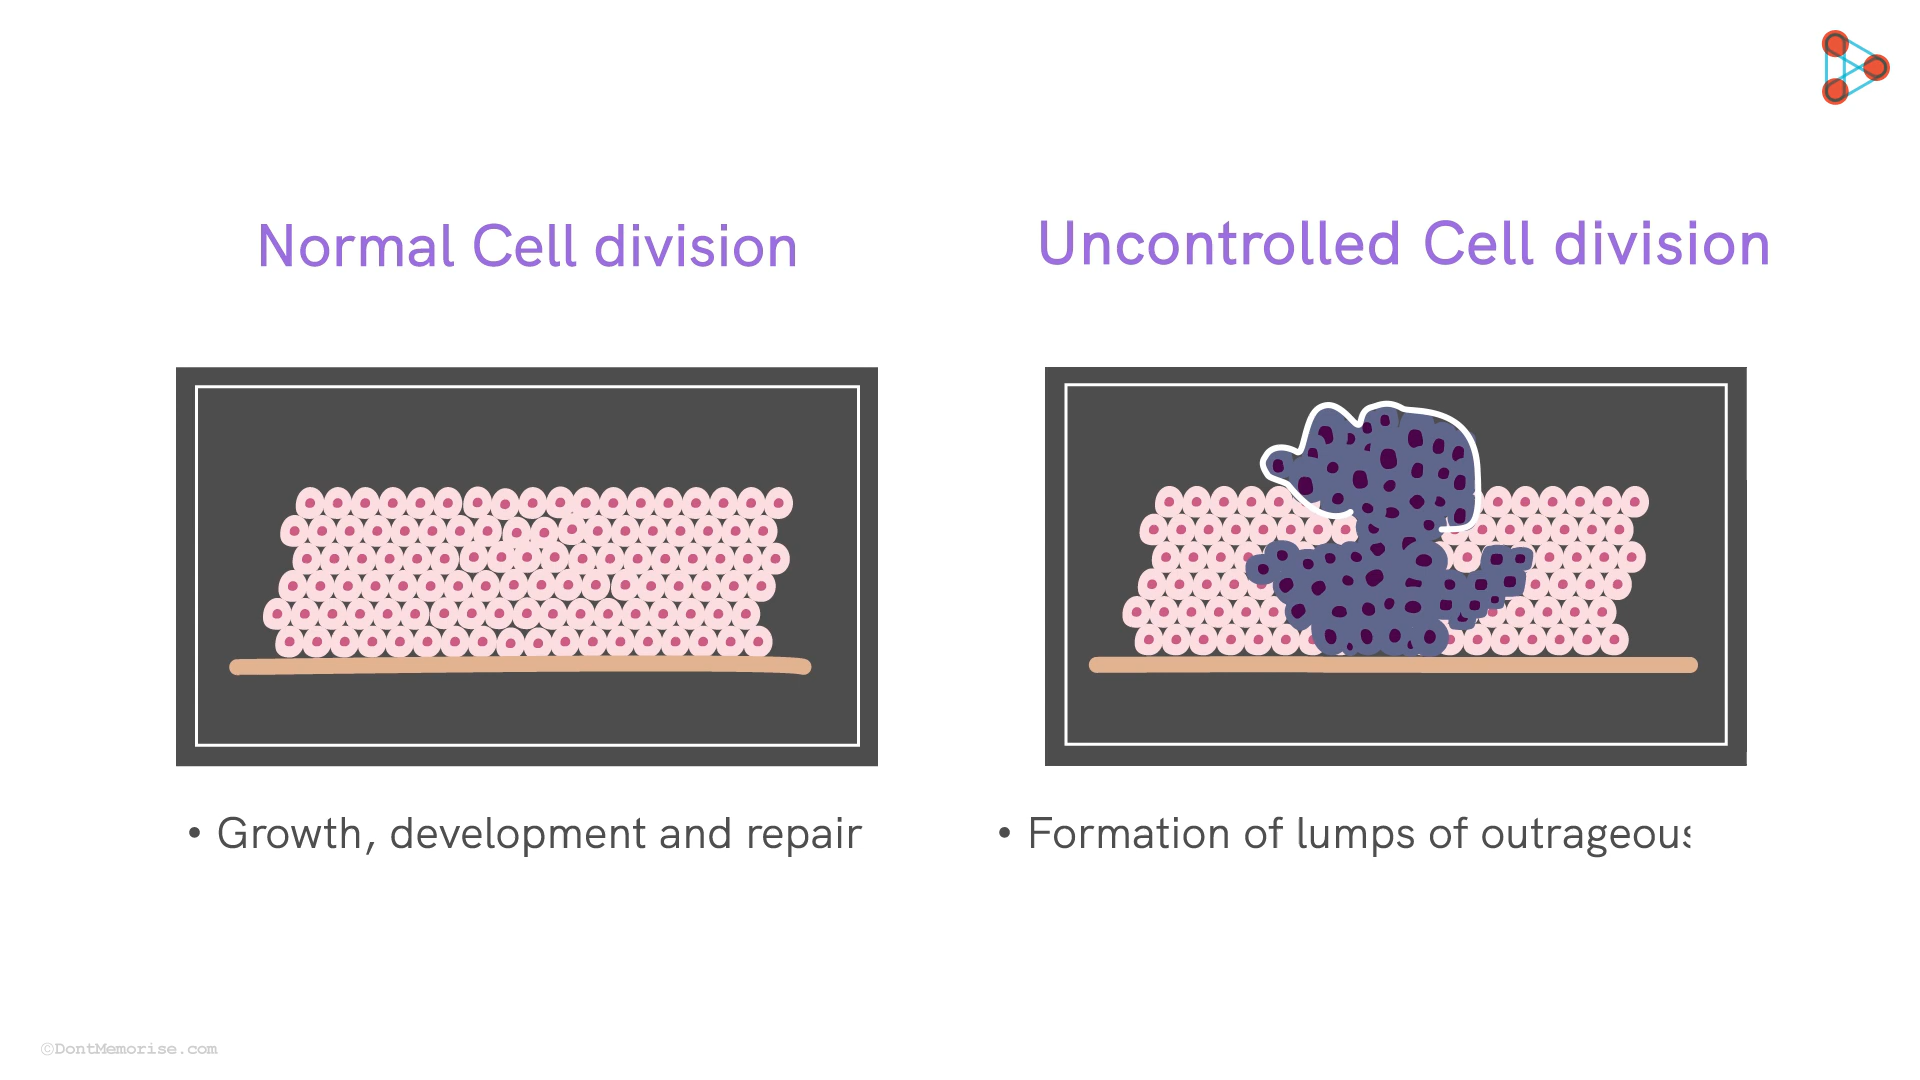 Normal Cell division
Uncontrolled Cell division
• Growth, development and repair
• Formation of lumps of outrageous
©DontMemorise.com